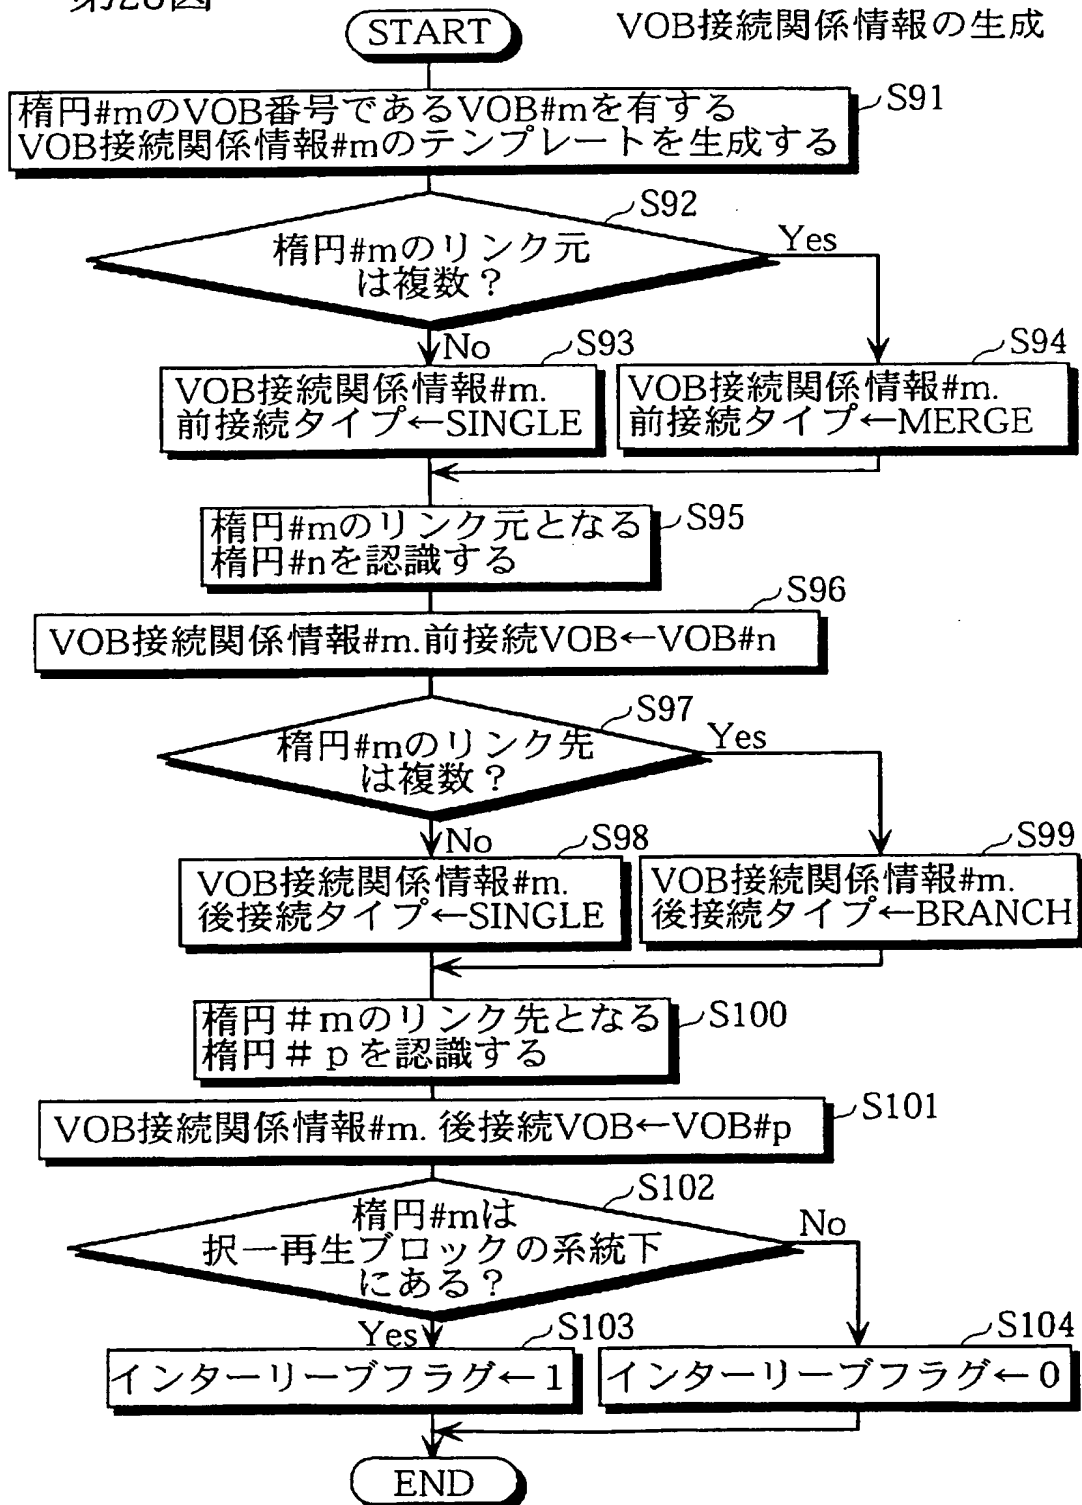 VOB接続関係情報の生成
START
S91
楕円#mのVOB番号であるVOB#mを有する
VOB接続関係情報#mのテンプレートを生成する
S92
楕円#mのリンク元
は複数？
Yes
No
S93
VOB接続関係情報#m.
前接続タイプ←SINGLE
S94
VOB接続関係情報#m.
前接続タイプ←MERGE
S95
楕円#mのリンク元となる
楕円#nを認識する
S96
VOB接続関係情報#m.前接続VOB←VOB#n
S97
楕円#mのリンク先
は複数？
Yes
No
S98
VOB接続関係情報#m.
後接続タイプ←SINGLE
S99
VOB接続関係情報#m.
後接続タイプ←BRANCH
S100
楕円＃mのリンク先となる
楕円＃ｐを認識する
S101
VOB接続関係情報#m. 後接続VOB←VOB#p
S102
楕円#mは
択一再生ブロックの系統下
にある？
No
Yes
S103
インターリーブフラグ←１
S104
インターリーブフラグ←０
END